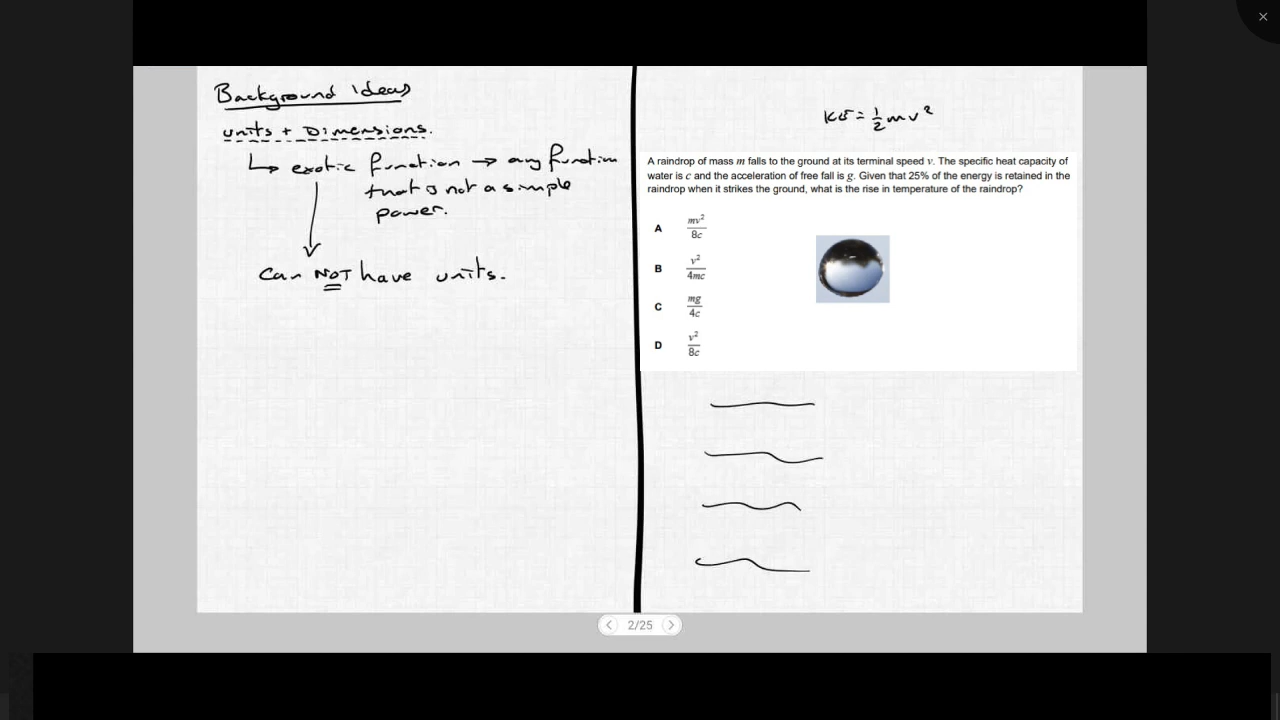 Background Ideas
units + Dimensions.
↳ exotic function → any function
that is not a simple
power.
Can NOT have units.
KE = ½mv²
A raindrop of mass m falls to the ground at its terminal speed v. The specific heat capacity of
water is c and the acceleration of free fall is g. Given that 25% of the energy is retained in the
raindrop when it strikes the ground, what is the rise in temperature of the raindrop?
A mv²/8c
B v²/4mc
C mg/4c
D v²/8c
2/25